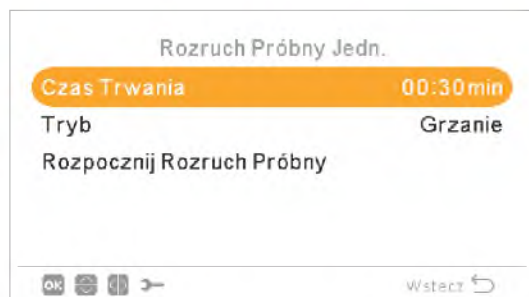 Rozruch Próbny Jedn.
Czas Trwania 00:30min
Tryb Grzanie
Rozpocznij Rozruch Próbny
OK Wstecz